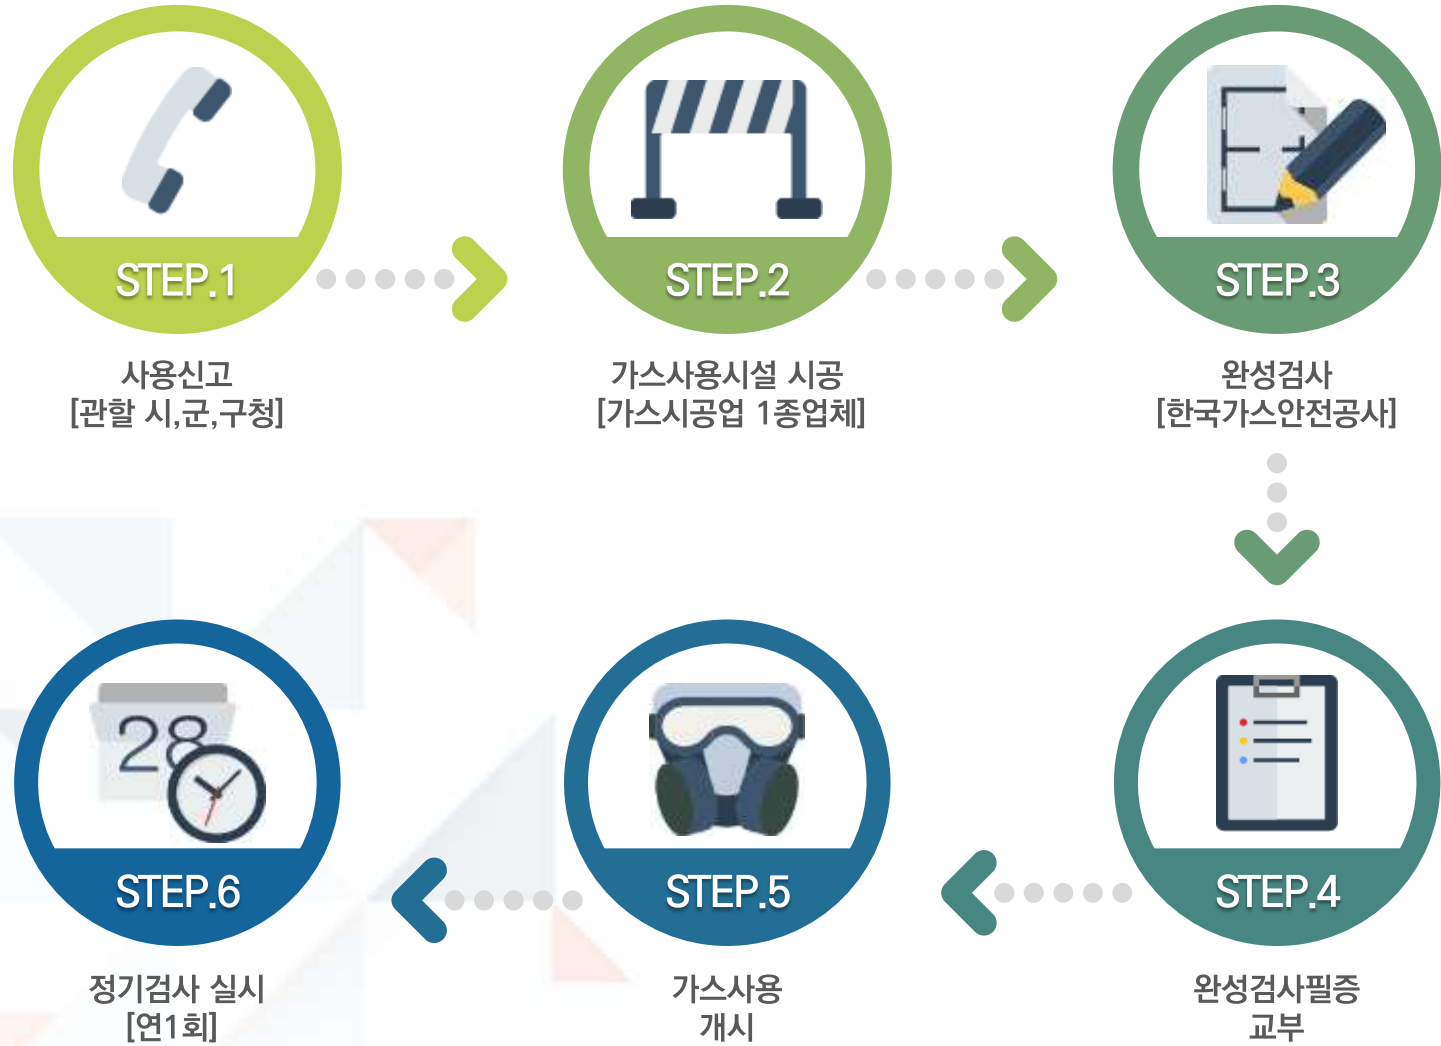 STEP.1
사용신고
[관할 시,군,구청]
STEP.2
가스사용시설 시공
[가스시공업 1종업체]
STEP.3
완성검사
[한국가스안전공사]
STEP.4
완성검사필증
교부
STEP.5
가스사용
개시
28
STEP.6
정기검사 실시
[연1회]